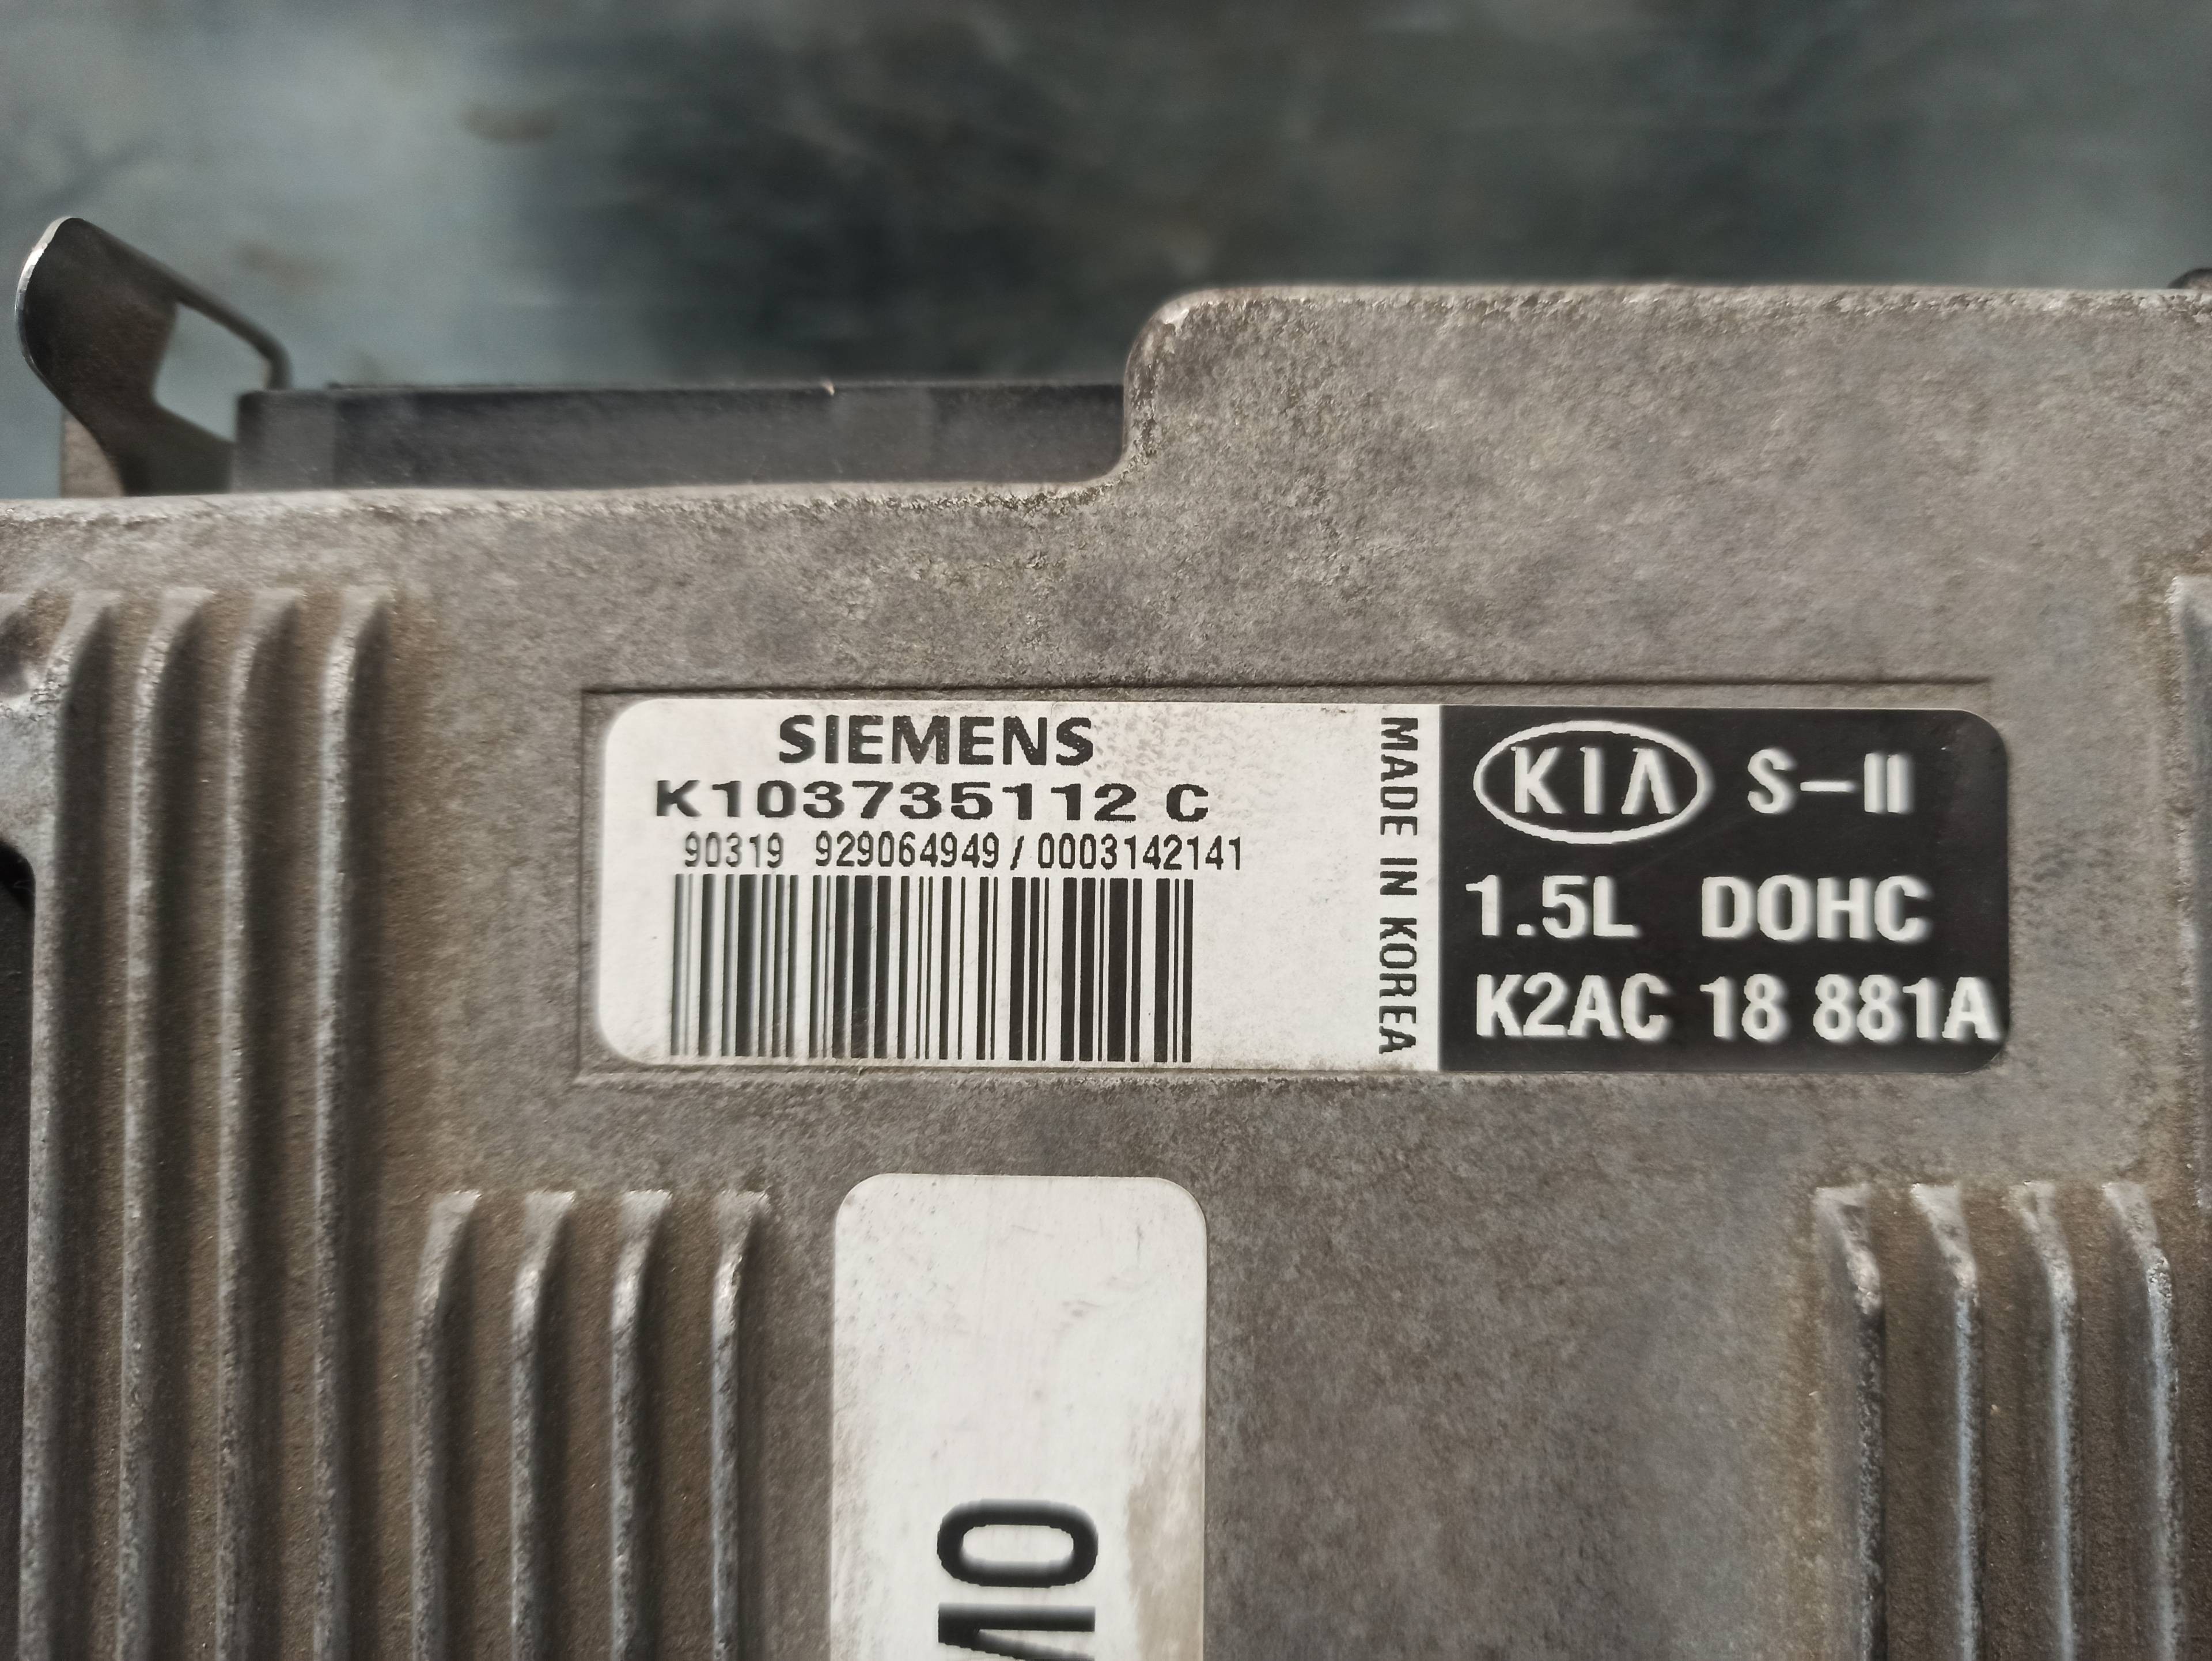 SIEMENS
K103735112 C
90319 929064949/0003142141
MADE IN KOREA
KIA S-II
1.5L DOHC
K2AC 18 881A